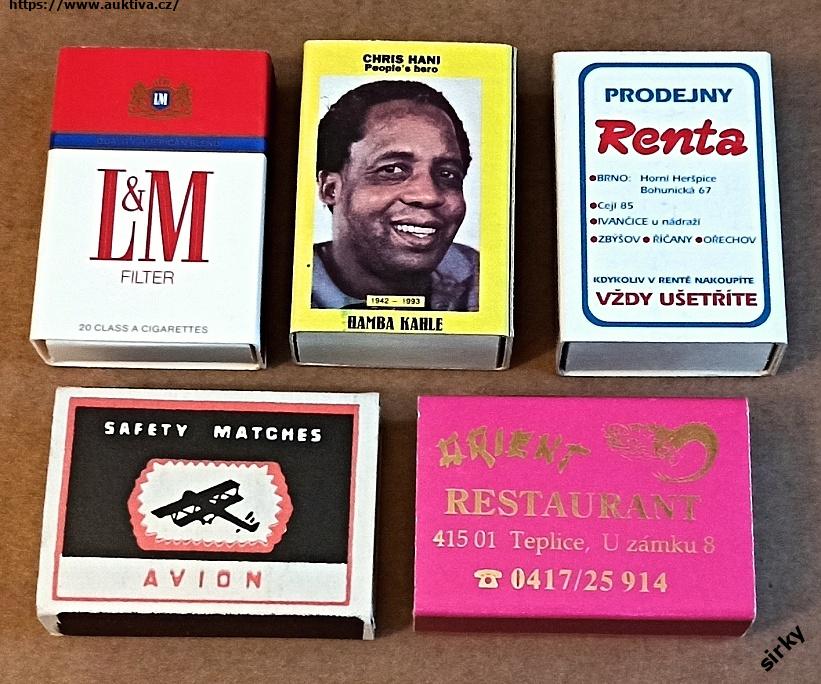 https://www.auktiva.cz/
LM
QUALITY AMERICAN BLEND
L&M
FILTER
20 CLASS A CIGARETTES
CHRIS HANI
People's hero
1942 - 1993
HAMBA KAHLE
PRODEJNY
Renta
BRNO: Horní Heršpice
Bohunická 67
Cejl 85
IVANČICE u nádraží
ZBÝŠOV ŘÍČANY OŘECHOV
KDYKOLIV V RENTĚ NAKOUPÍTE
VŽDY UŠETŘÍTE
SAFETY MATCHES
AVION
ORIENT
RESTAURANT
415 01 Teplice, U zámku 8
☎ 0417/25 914
sirky